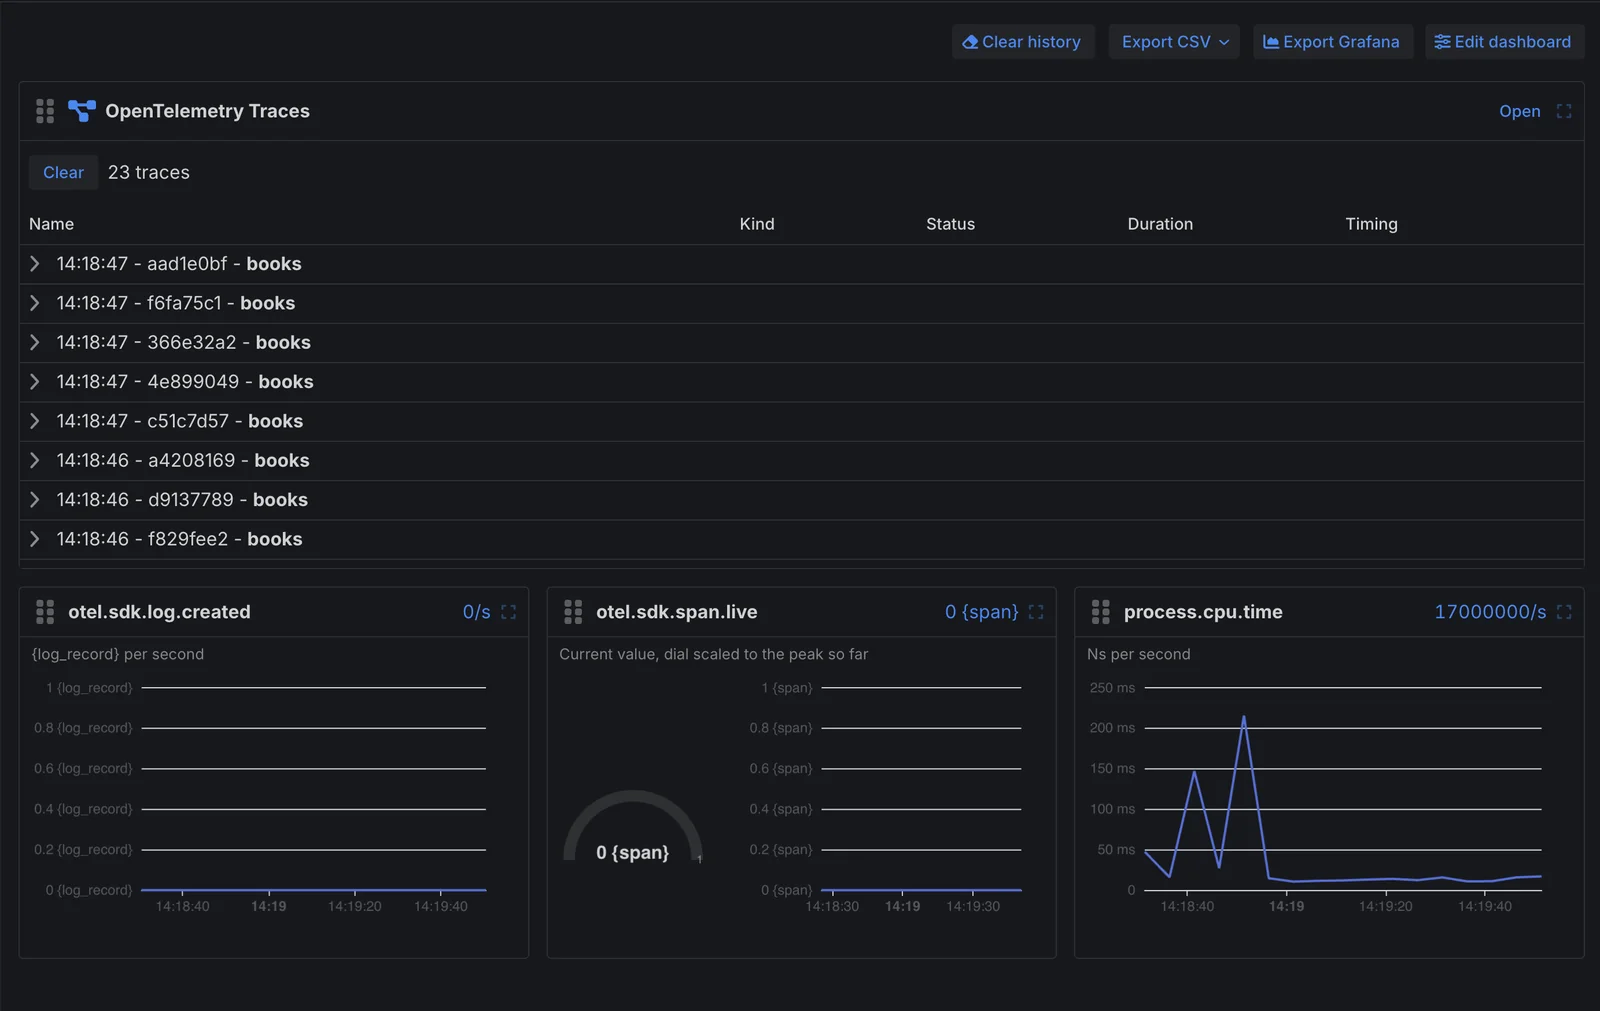 Clear history
Export CSV
Export Grafana
Edit dashboard
OpenTelemetry Traces
Open
Clear
23 traces
Name Kind Status Duration Timing
14:18:47 - aad1e0bf - books
14:18:47 - f6fa75c1 - books
14:18:47 - 366e32a2 - books
14:18:47 - 4e899049 - books
14:18:47 - c51c7d57 - books
14:18:46 - a4208169 - books
14:18:46 - d9137789 - books
14:18:46 - f829fee2 - books
otel.sdk.log.created 0/s
{log_record} per second
1 {log_record}
0.8 {log_record}
0.6 {log_record}
0.4 {log_record}
0.2 {log_record}
0 {log_record}
14:18:40 14:19 14:19:20 14:19:40
otel.sdk.span.live 0 {span}
Current value, dial scaled to the peak so far
0 {span}
1
1 {span}
0.8 {span}
0.6 {span}
0.4 {span}
0.2 {span}
0 {span}
14:18:30 14:19 14:19:30
process.cpu.time 17000000/s
Ns per second
250 ms
200 ms
150 ms
100 ms
50 ms
0
14:18:40 14:19 14:19:20 14:19:40